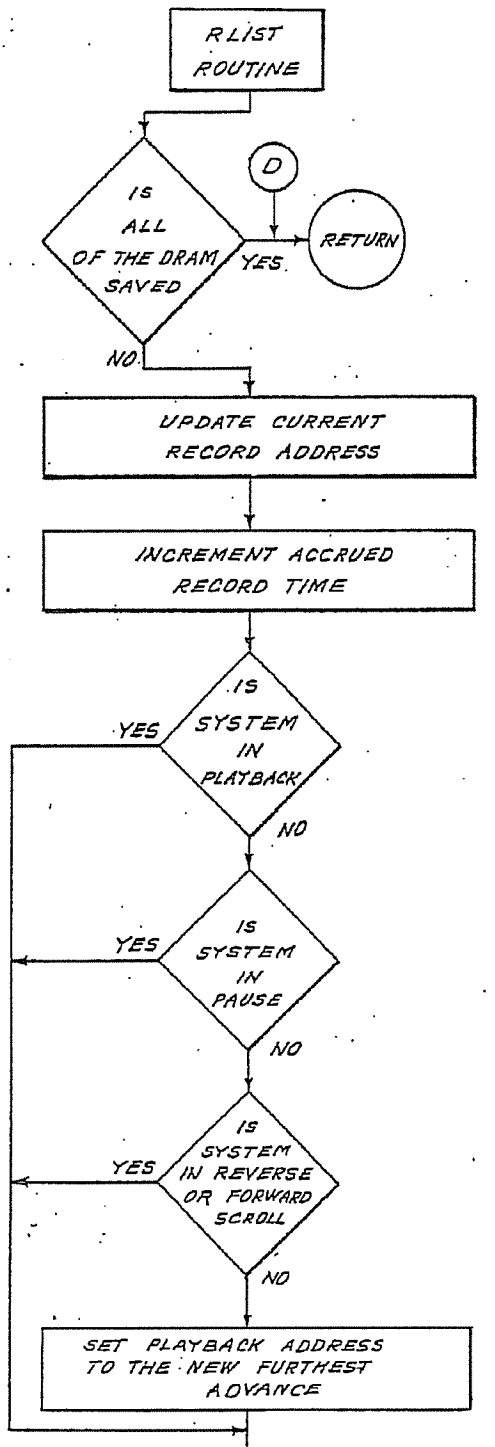 RLIST
ROUTINE
D
IS
ALL
OF THE DRAM
SAVED
YES
RETURN
NO
UPDATE CURRENT
RECORD ADDRESS
INCREMENT ACCRUED
RECORD TIME
IS
SYSTEM
IN
PLAYBACK
YES
NO
IS
SYSTEM
IN
PAUSE
YES
NO
IS
SYSTEM
IN REVERSE
OR FORWARD
SCROLL
YES
NO
SET PLAYBACK ADDRESS
TO THE NEW FURTHEST
ADVANCE